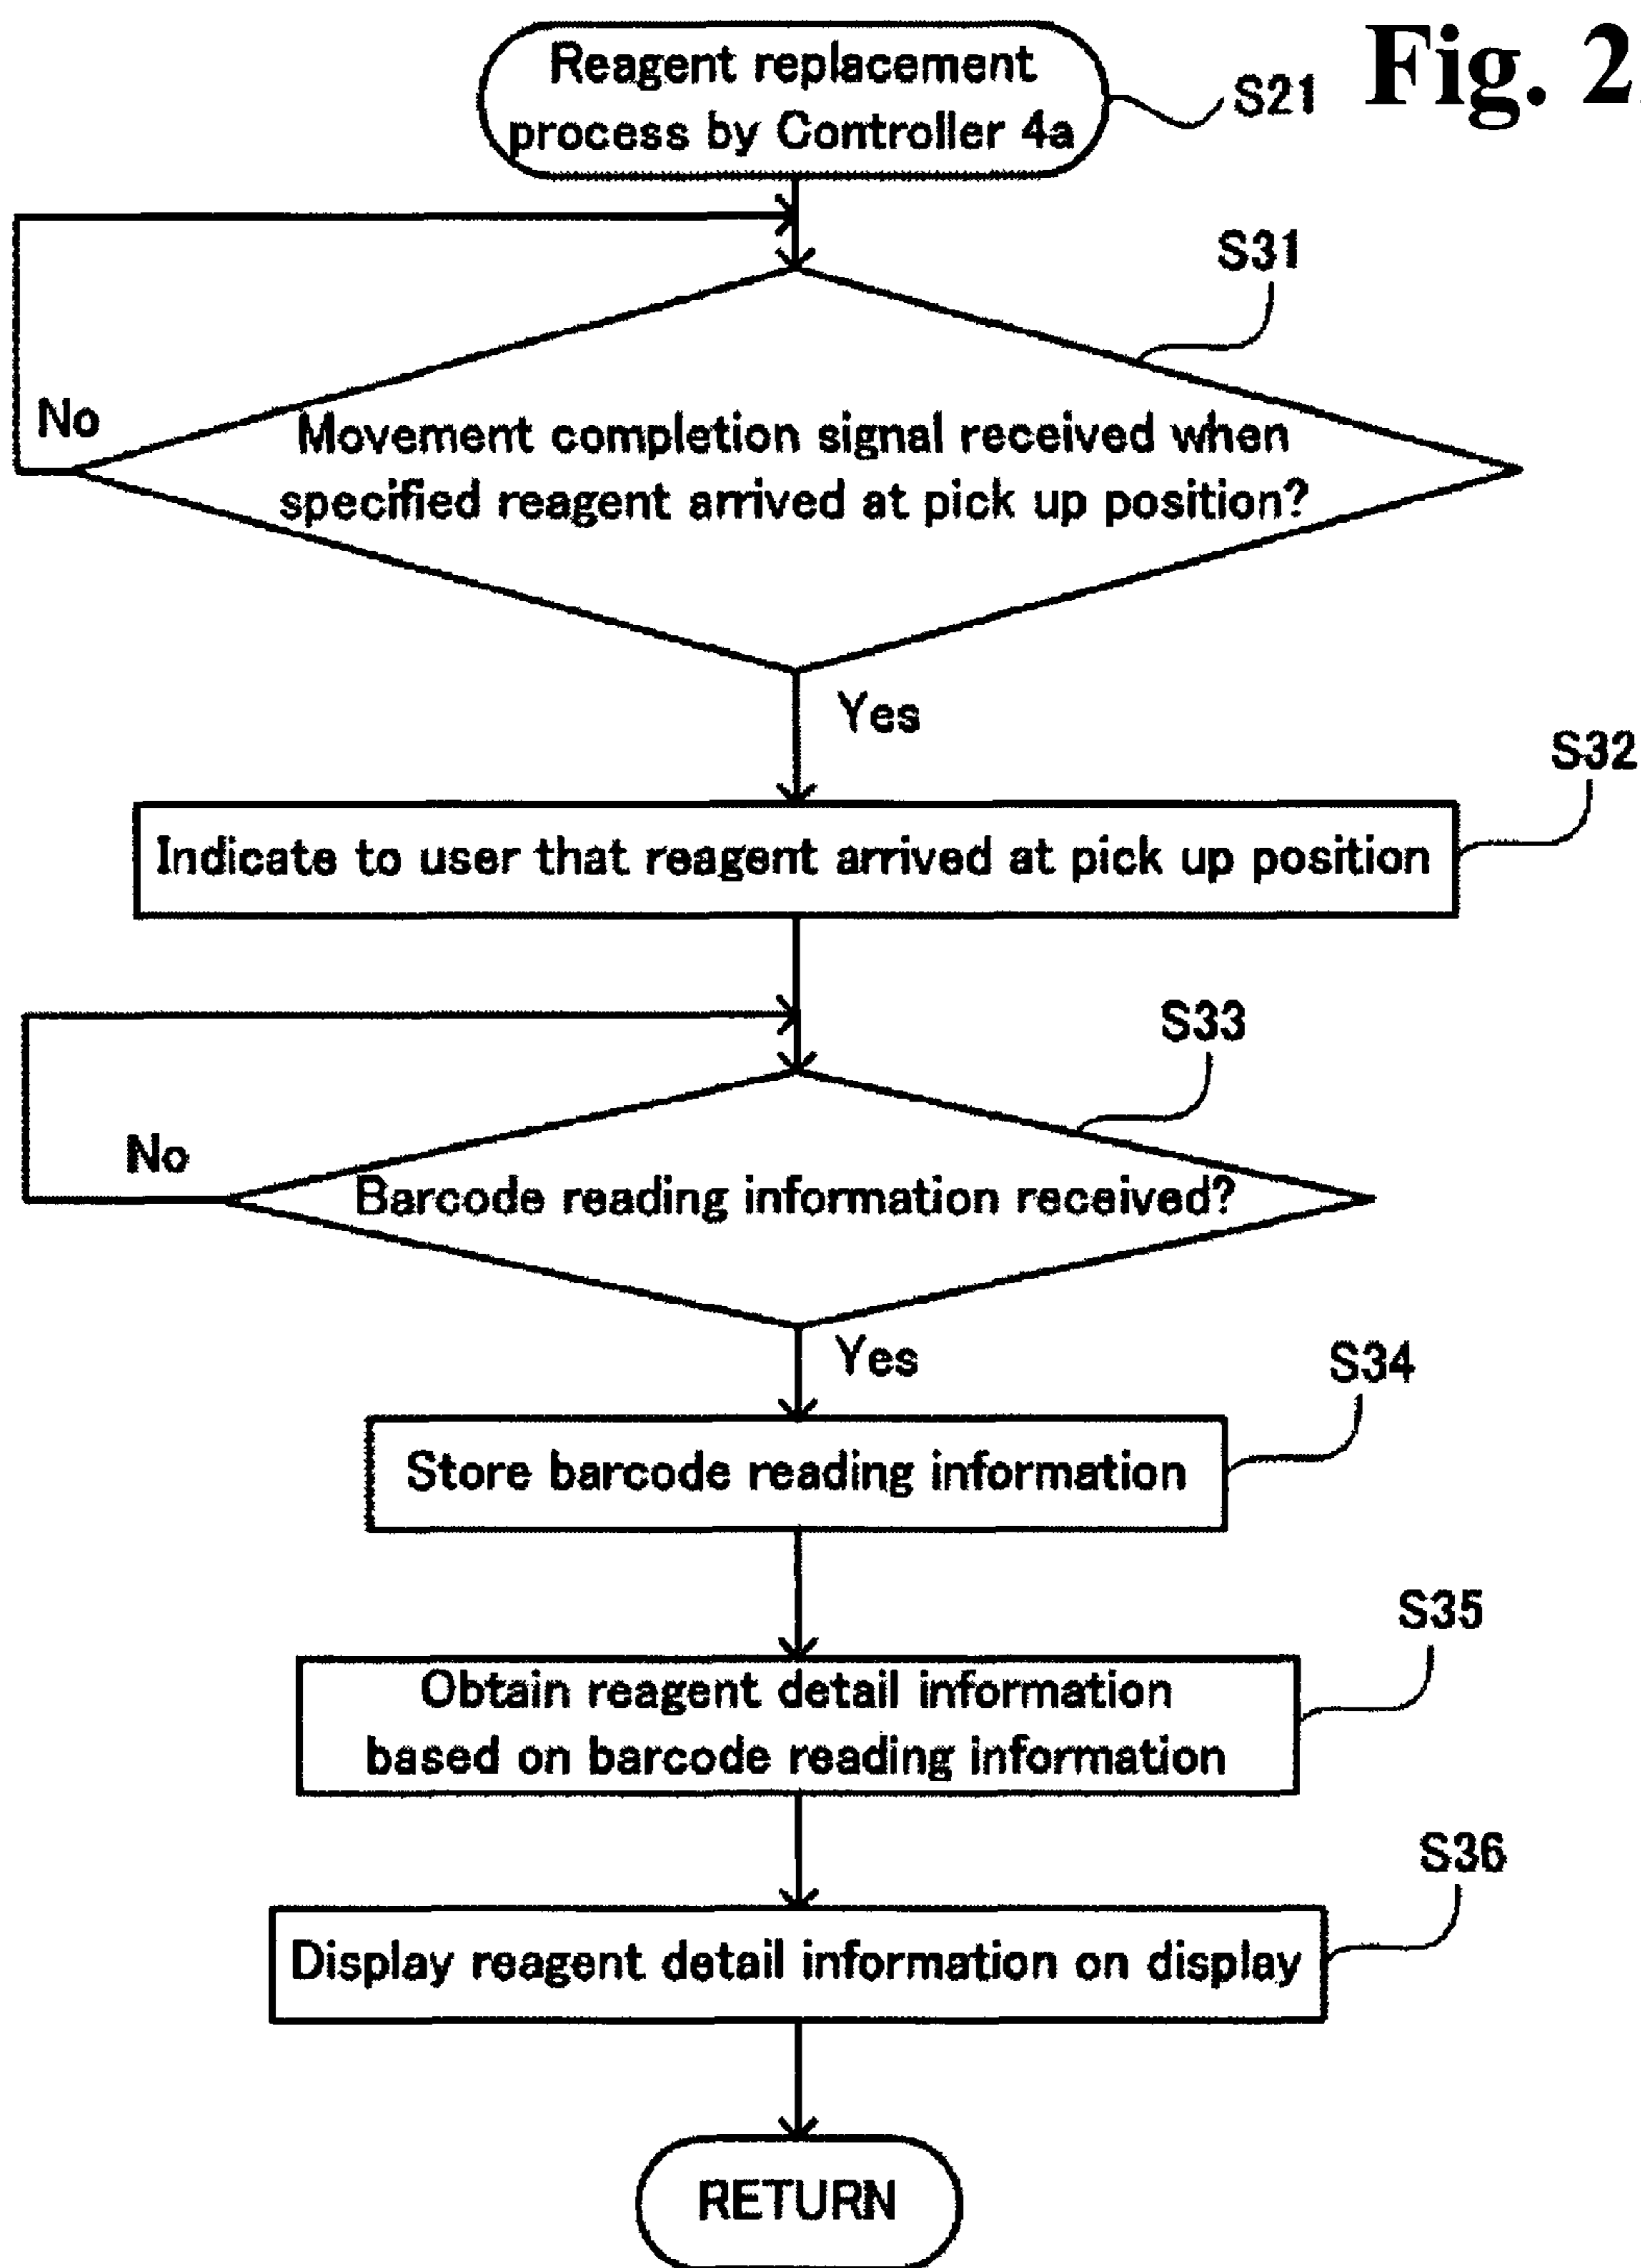 Fig. 2
Reagent replacement
process by Controller 4a
S21
S31
No
Movement completion signal received when
specified reagent arrived at pick up position?
Yes
S32
Indicate to user that reagent arrived at pick up position
S33
No
Barcode reading information received?
Yes
S34
Store barcode reading information
S35
Obtain reagent detail information
based on barcode reading information
S36
Display reagent detail information on display
RETURN